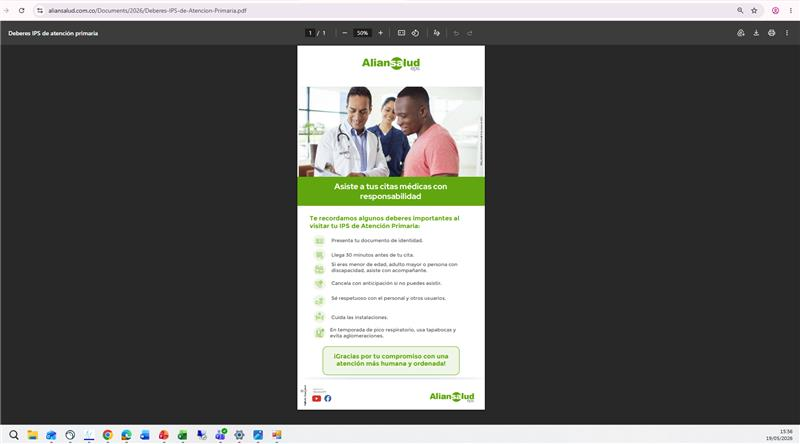 aliansalud.com.co/Documents/2026/Deberes-IPS-de-Atencion-Primaria.pdf
Deberes IPS de atención primaria
1 / 1
50%
Aliansalud
eps
Asiste a tus citas médicas con
responsabilidad
Te recordamos algunos deberes importantes al
visitar tu IPS de Atención Primaria:
Presenta tu documento de identidad.
Llega 30 minutos antes de tu cita.
Si eres menor de edad, adulto mayor o persona con
discapacidad, asiste con acompañante.
Cancela con anticipación si no puedes asistir.
Sé respetuoso con el personal y otros usuarios.
Cuida las instalaciones.
En temporada de pico respiratorio, usa tapabocas y
evita aglomeraciones.
¡Gracias por tu compromiso con una
atención más humana y ordenada!
Aliansalud
eps
15:56
19/05/2026